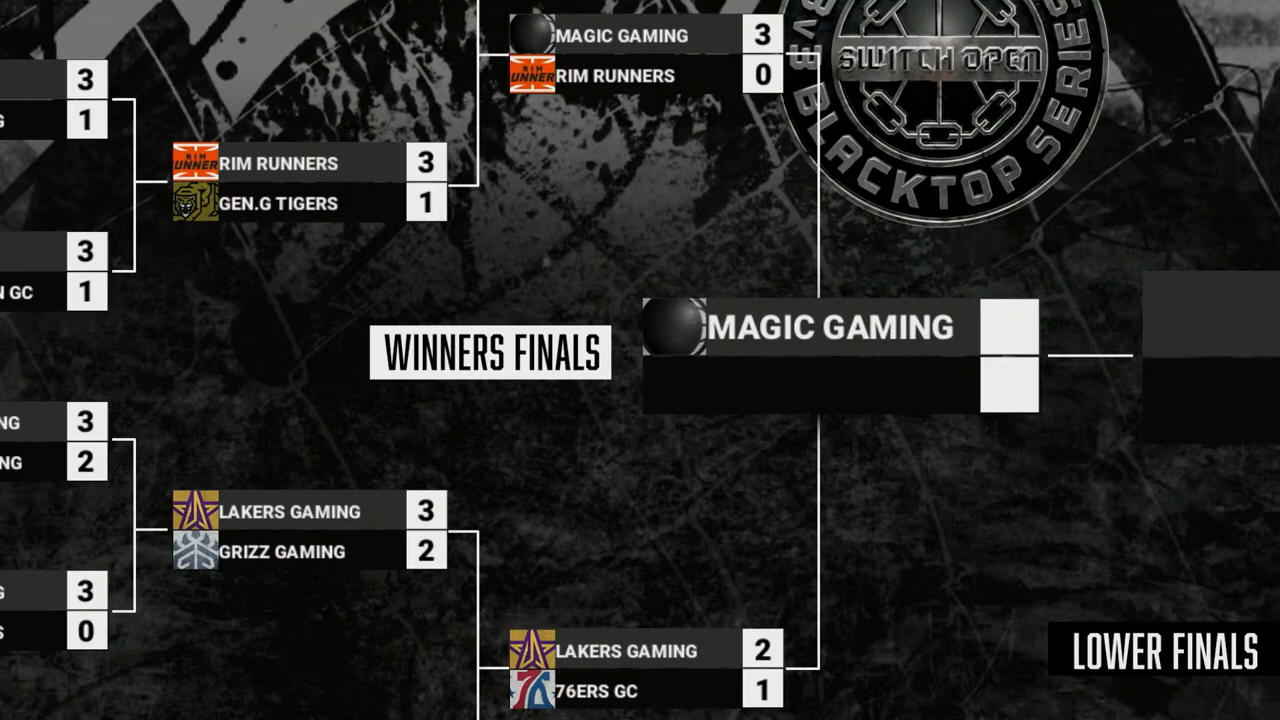 MAGIC GAMING 3
RIM RUNNERS 0
SWITCH OPEN
BLACKTOP SERIES
3
1
RIM RUNNERS 3
GEN.G TIGERS 1
3
GC 1
WINNERS FINALS
MAGIC GAMING
3
2
LAKERS GAMING 3
GRIZZ GAMING 2
3
0
LAKERS GAMING 2
76ERS GC 1
LOWER FINALS